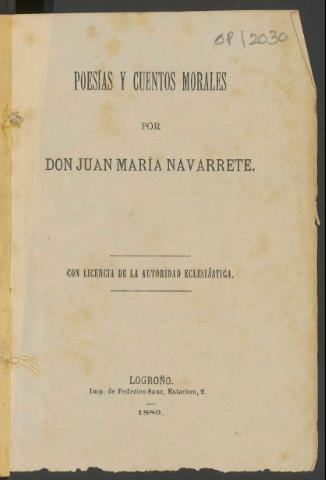 OP/2030
POESÍAS Y CUENTOS MORALES
POR
DON JUAN MARÍA NAVARRETE.
CON LICENCIA DE LA AUTORIDAD ECLESIÁSTICA.
LOGROÑO.
Imp. de Federico Sanz, Estacion, 2.
1880.